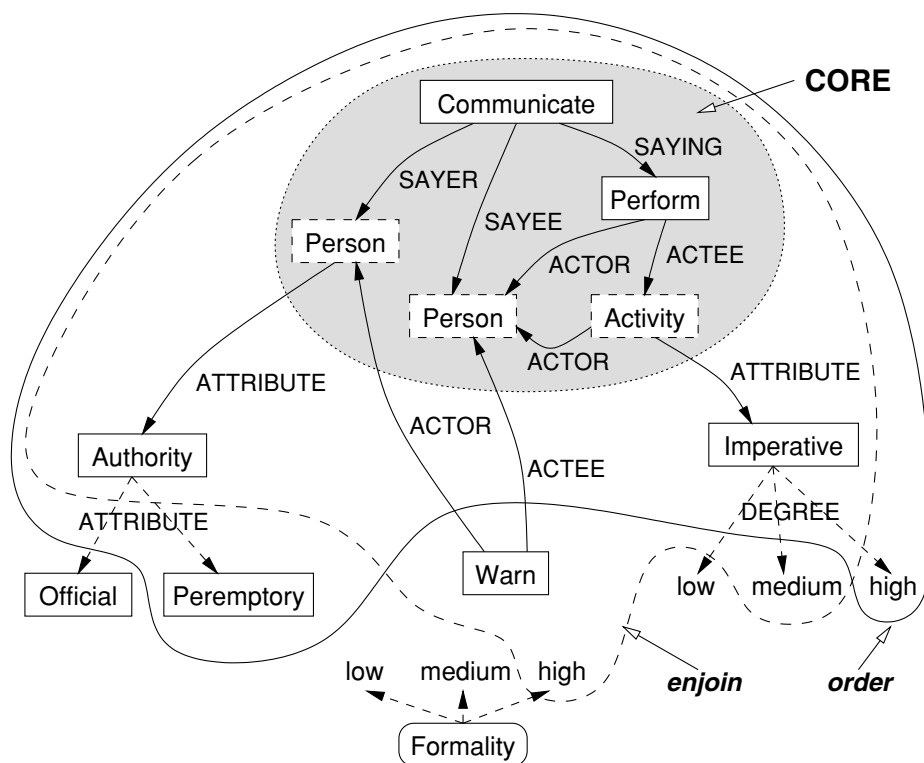 CORE
Communicate
SAYING
SAYER
Perform
Person
SAYEE
ACTOR
ACTEE
Person
Activity
ACTOR
ATTRIBUTE
ATTRIBUTE
ACTOR
Authority
Imperative
ACTEE
ATTRIBUTE
DEGREE
Official
Peremptory
Warn
low
medium
high
low
medium
high
enjoin
order
Formality